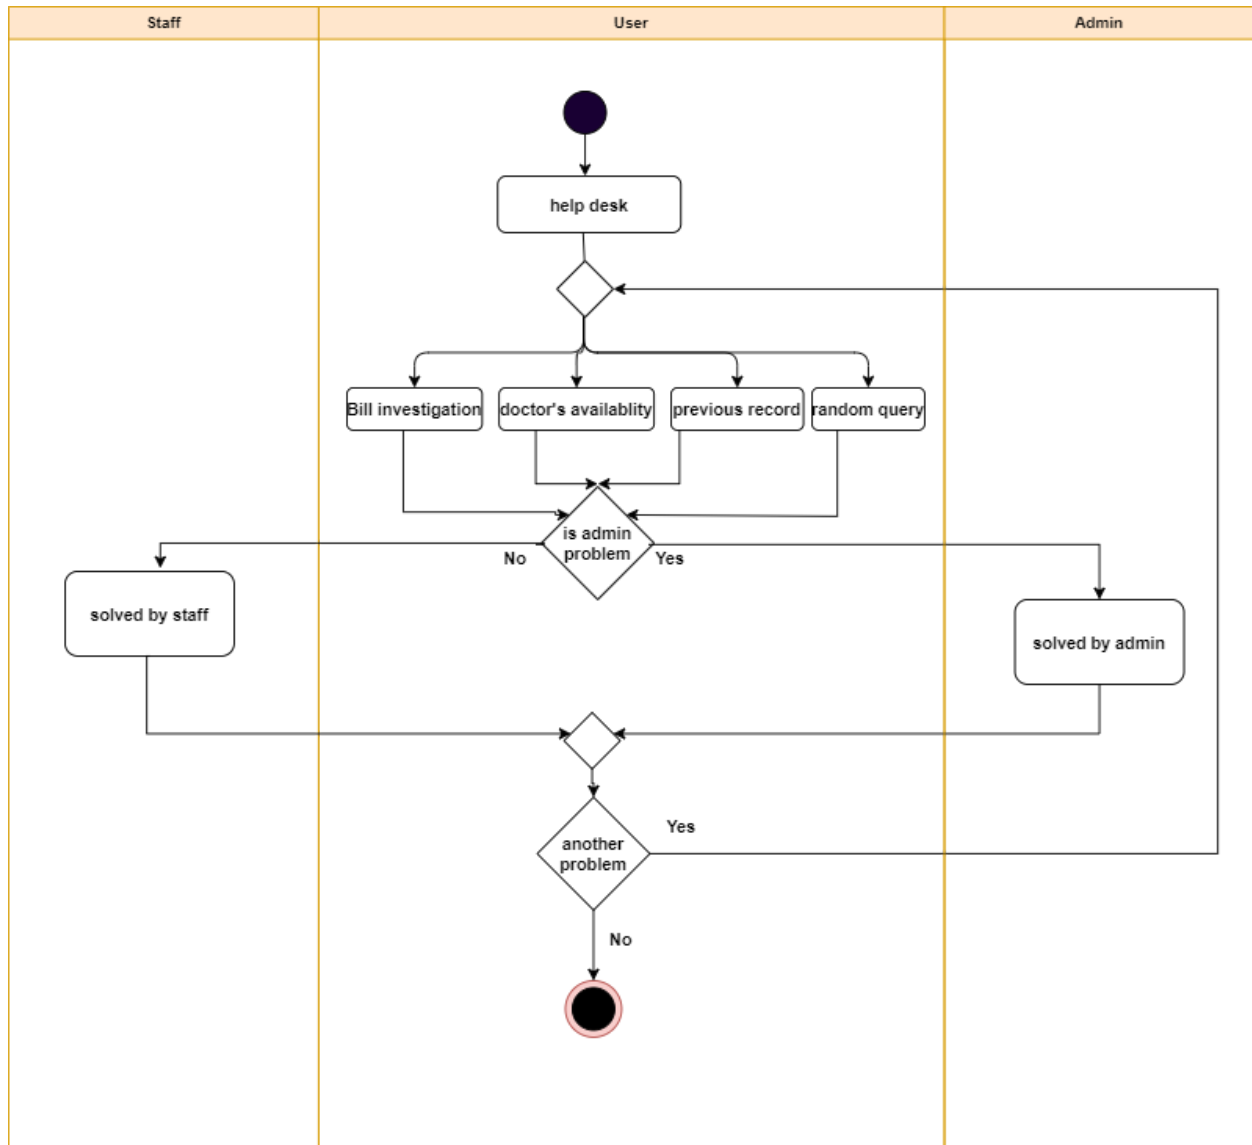 Staff
User
Admin
help desk
Bill investigation
doctor's availablity
previous record
random query
is admin
problem
No
Yes
solved by staff
solved by admin
another
problem
Yes
No